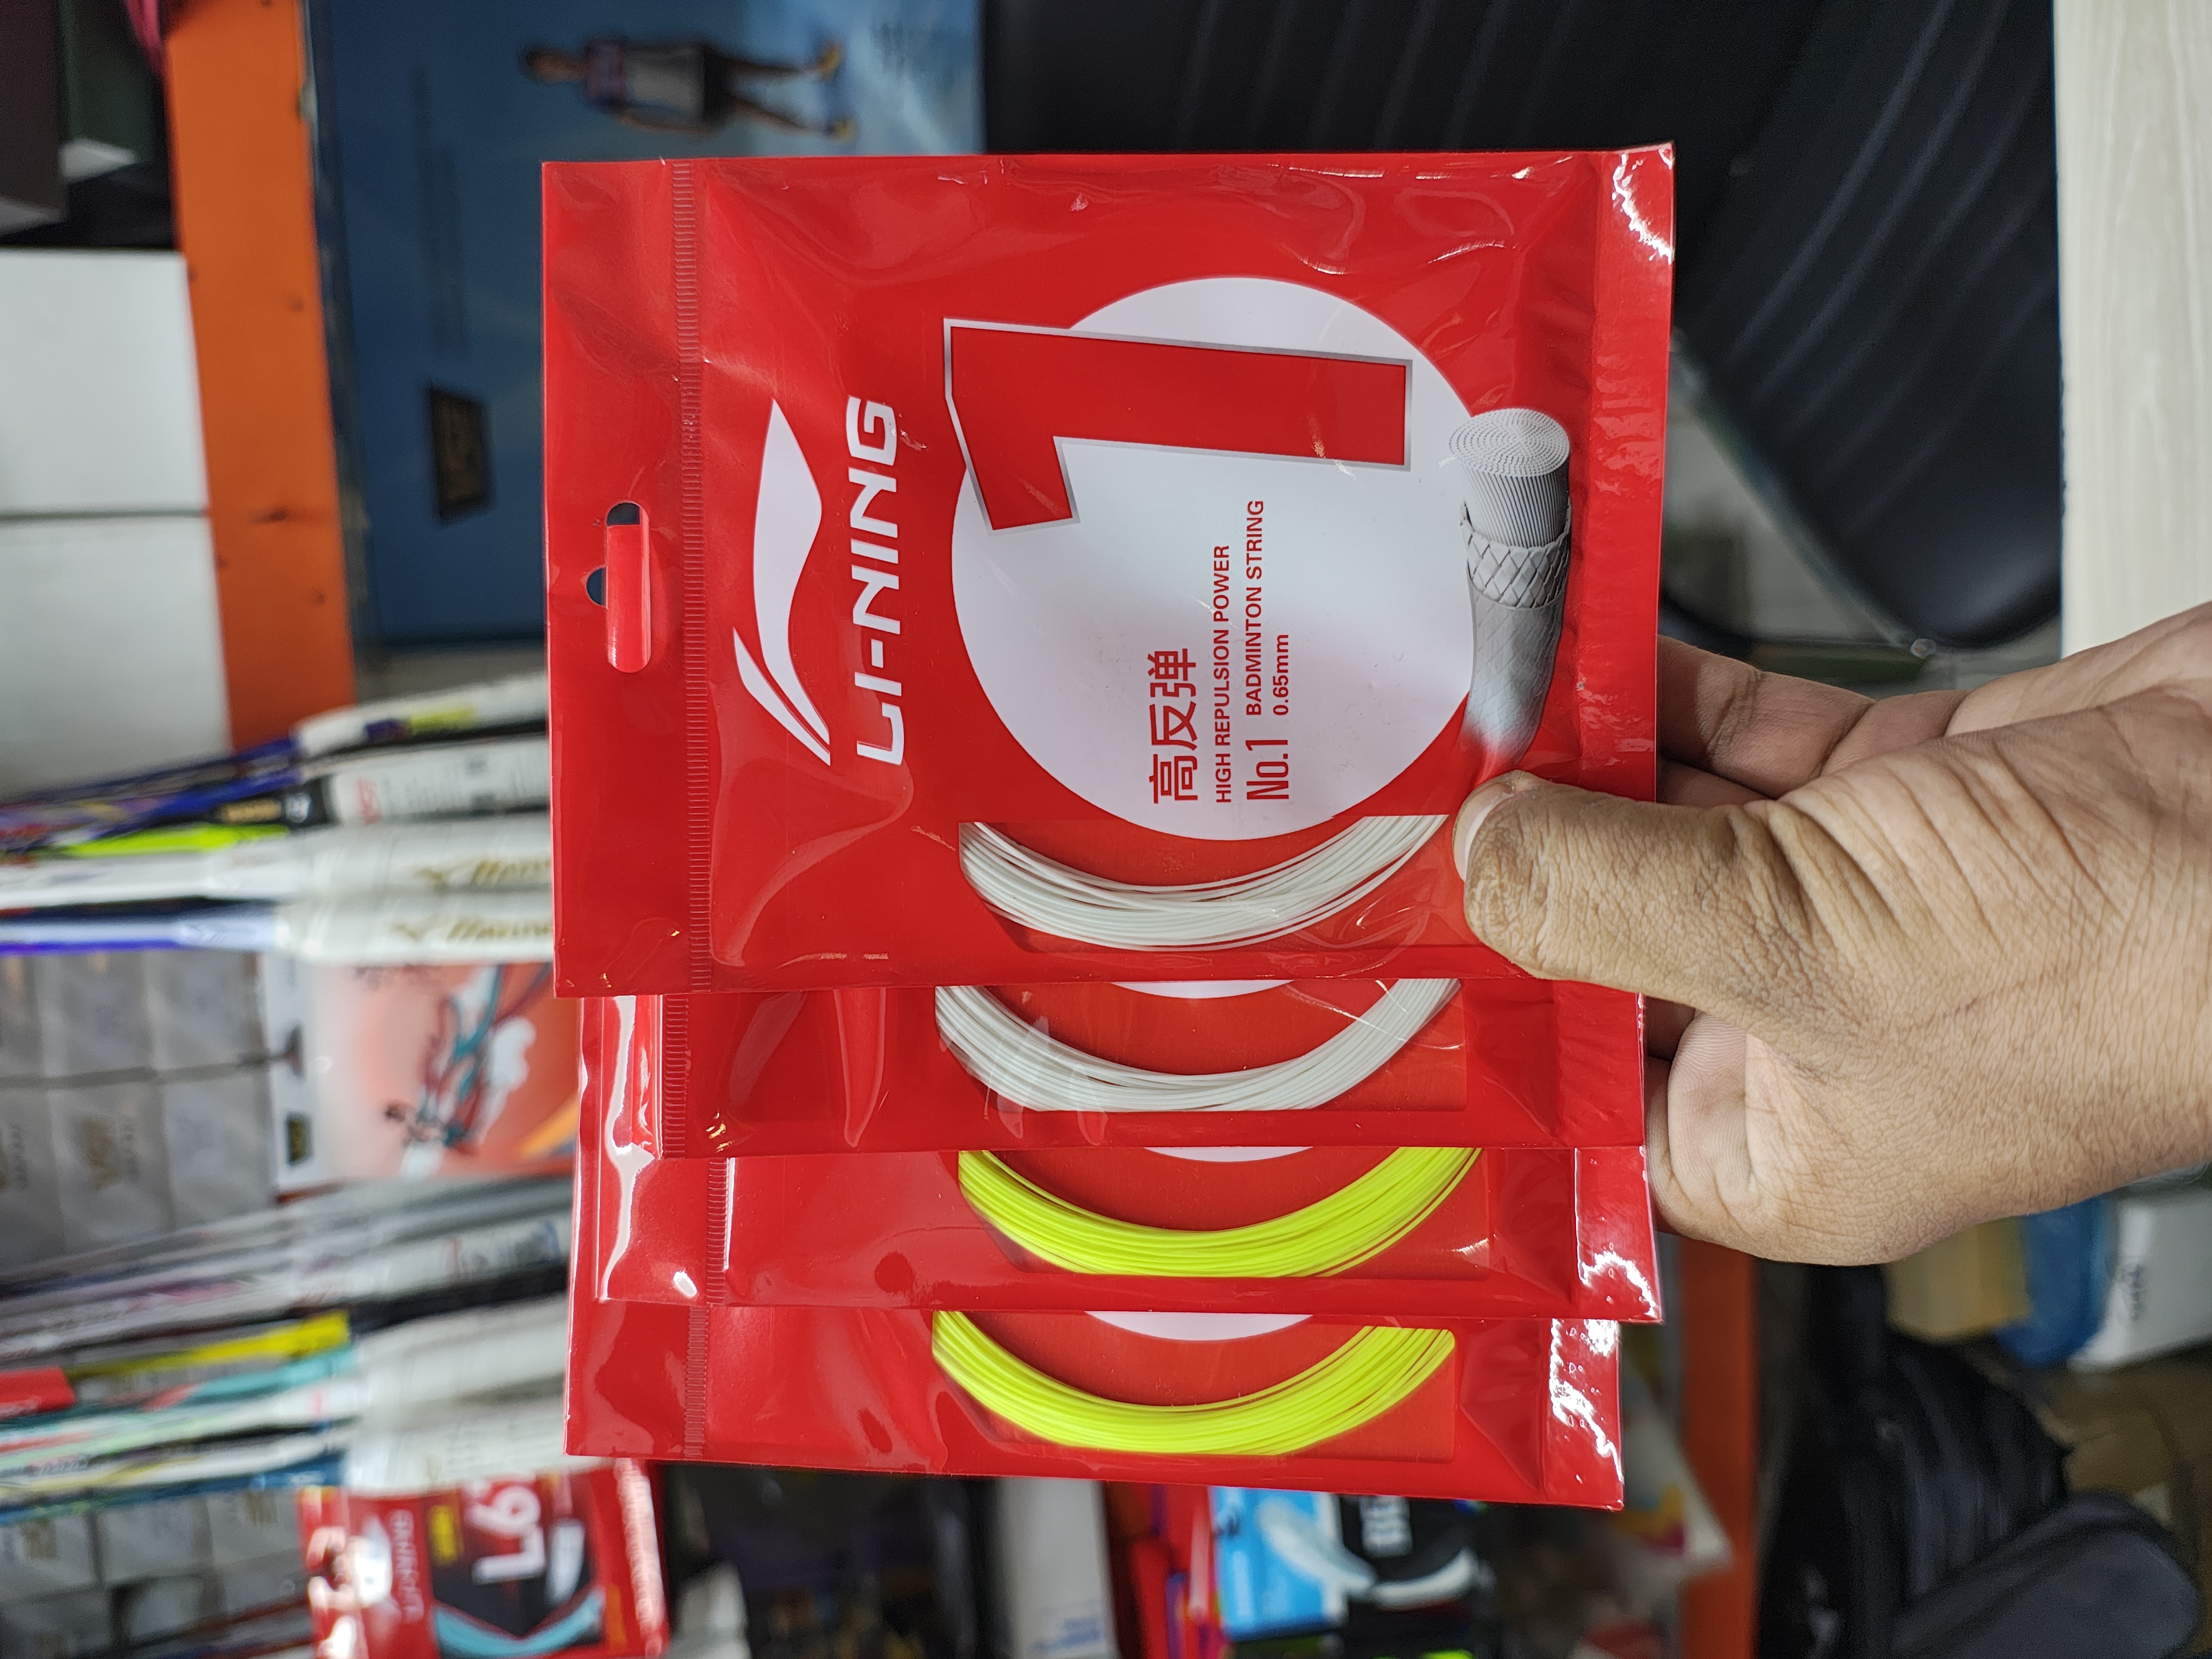 LI-NING
1
高反弹
HIGH REPULSION POWER
No.1 BADMINTON STRING
0.65mm